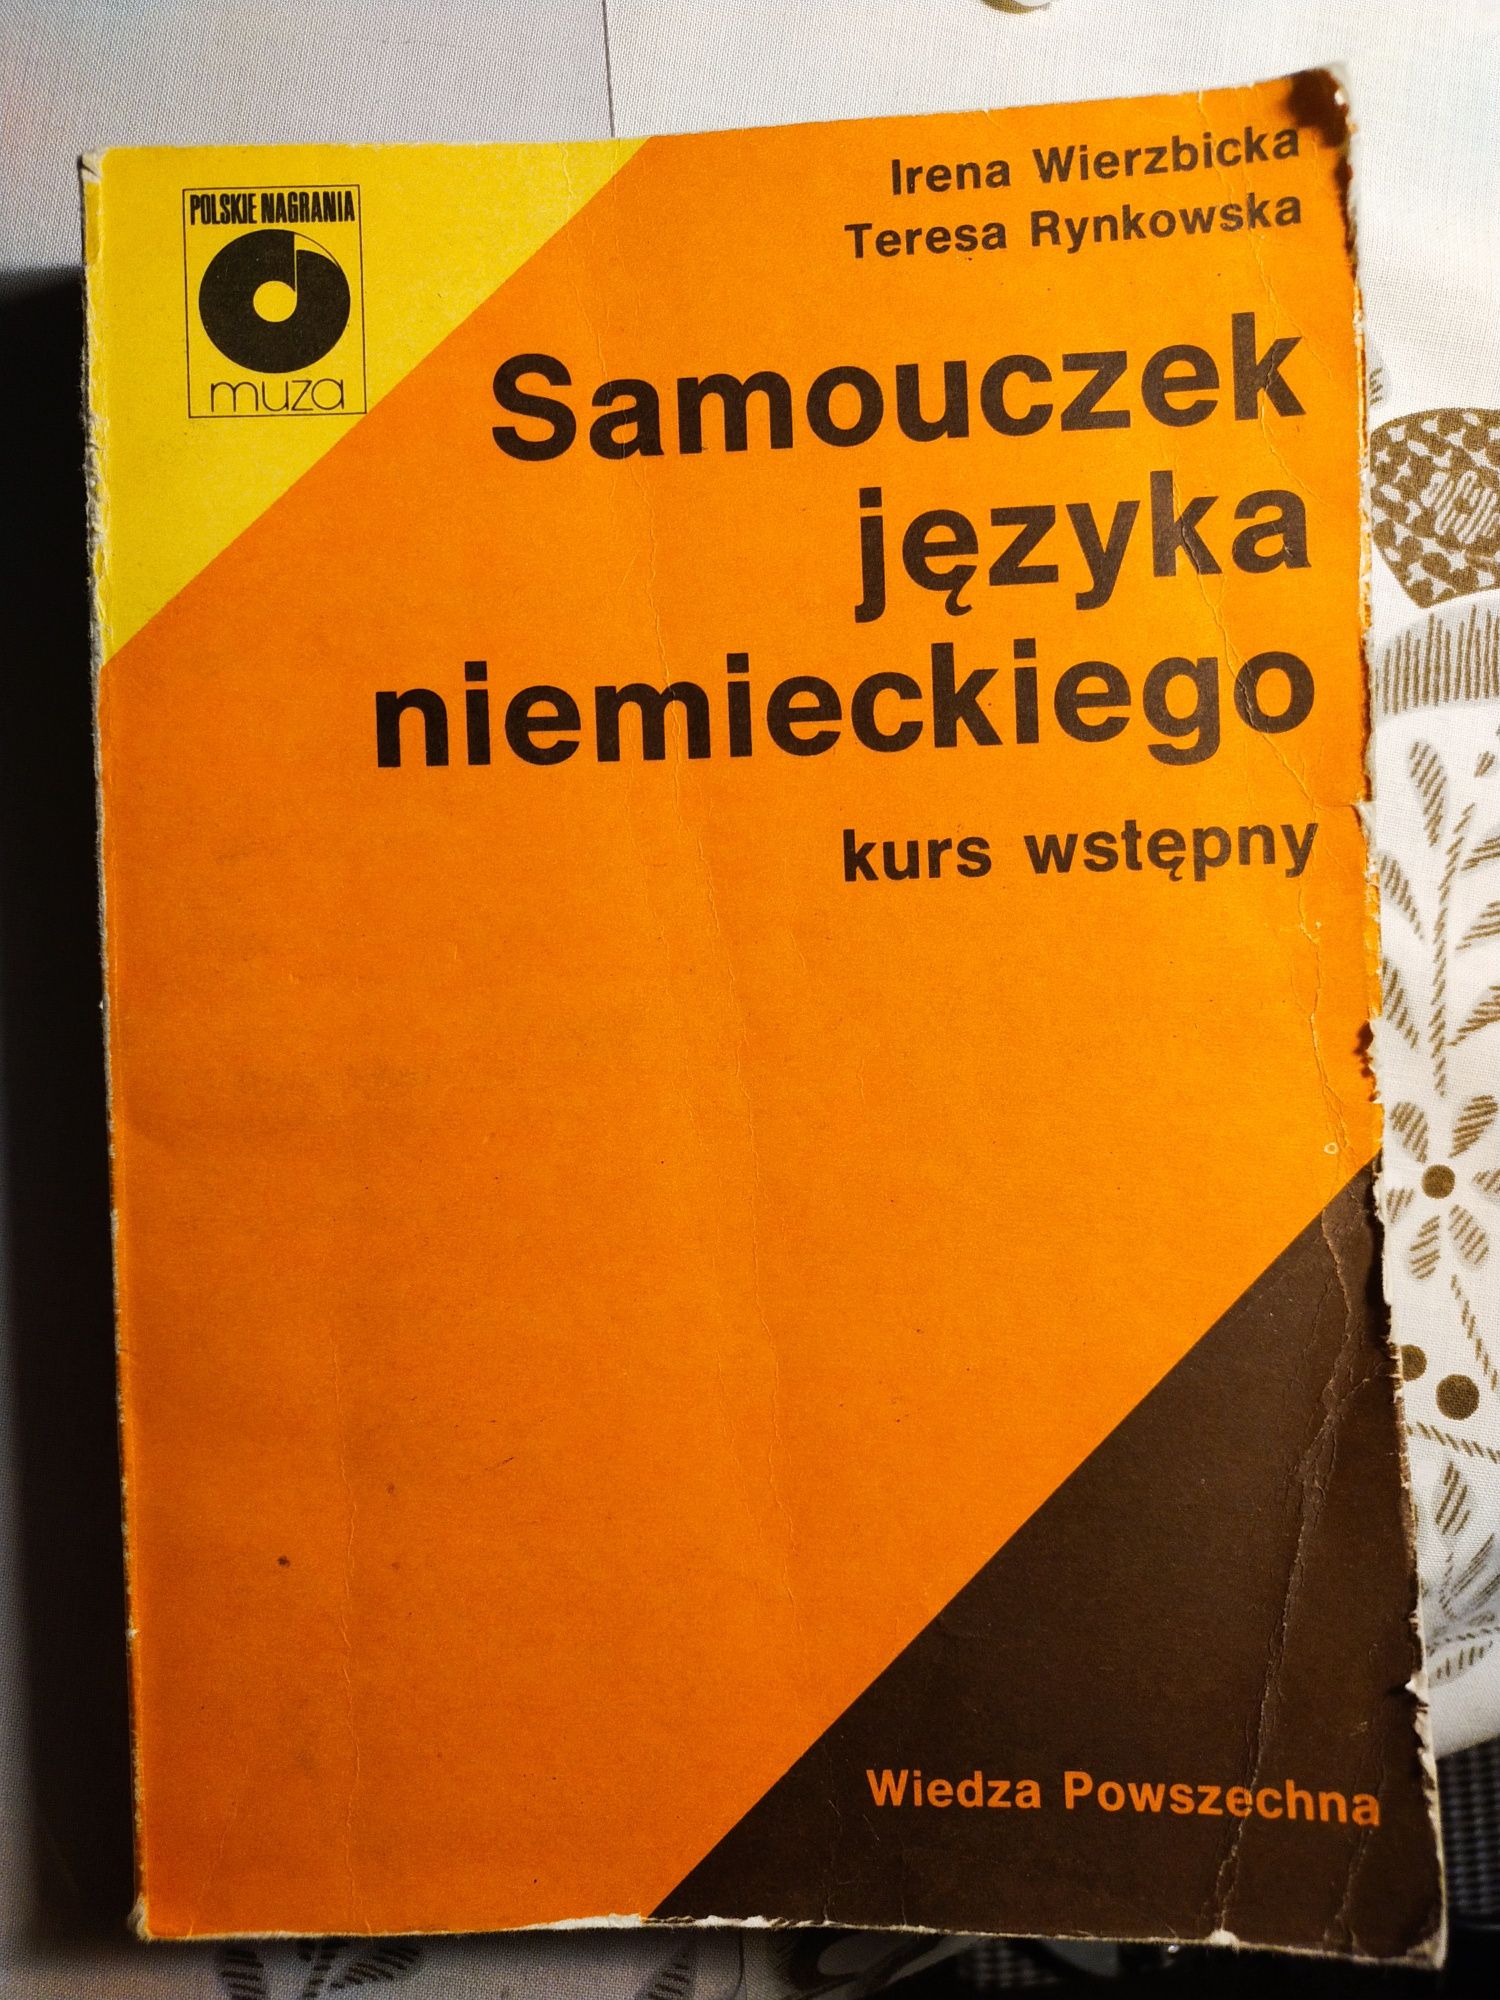 POLSKIE NAGRANIA
muza
Irena Wierzbicka
Teresa Rynkowska
Samouczek
języka
niemieckiego
kurs wstępny
Wiedza Powszechna